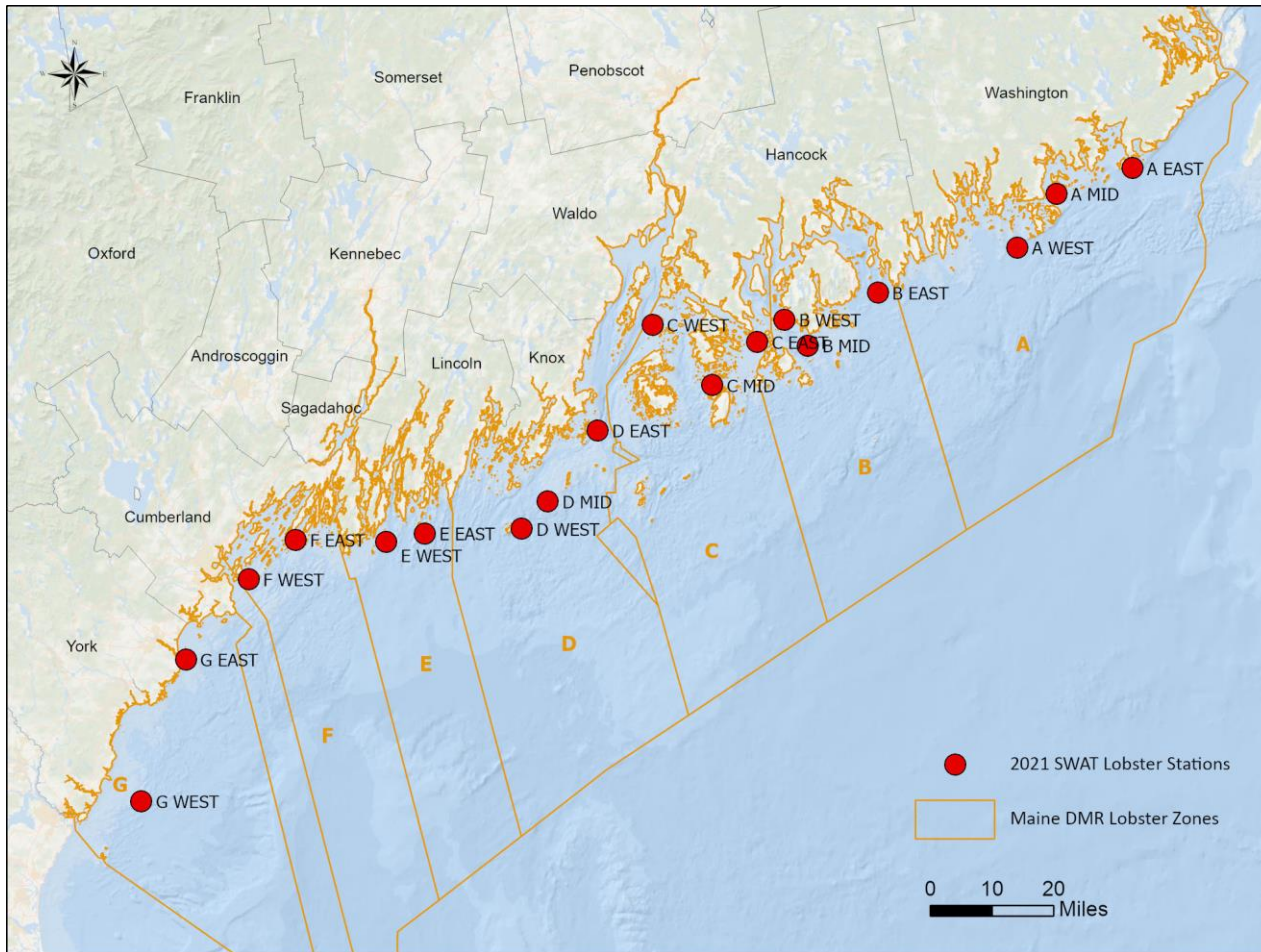 N
W
E
S
Somerset
Penobscot
Franklin
Washington
Hancock
A EAST
A MID
Waldo
A WEST
Oxford
Kennebec
B EAST
B WEST
C WEST
C EAST
B MID
A
Androscoggin
Lincoln
Knox
C MID
Sagadahoc
D EAST
B
D MID
Cumberland
D WEST
E EAST
F EAST
E WEST
C
F WEST
York
D
E
G EAST
F
2021 SWAT Lobster Stations
G
G WEST
Maine DMR Lobster Zones
0 10 20
Miles